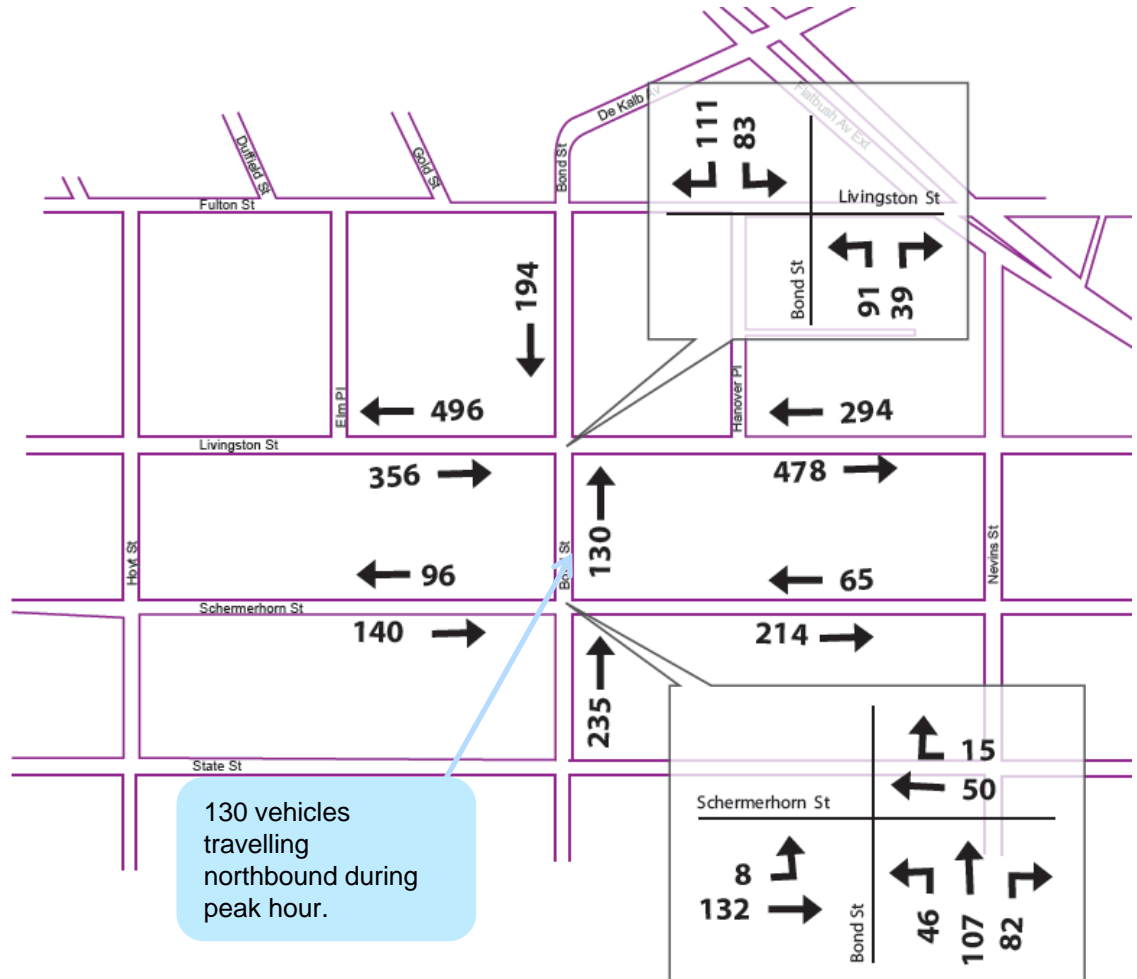 De Kalb Av
Flatbush Av Ext
Duffield St
Gold St
Bond St
Fulton St
111
83
Livingston St
Bond St
91
39
194
Elm Pl
496
Hanover Pl
294
Livingston St
356
478
Hoyt St
Bond St
130
Nevins St
96
65
Schermerhorn St
140
214
235
State St
15
50
Schermerhorn St
8
132
Bond St
46
107
82
130 vehicles
travelling
northbound during
peak hour.